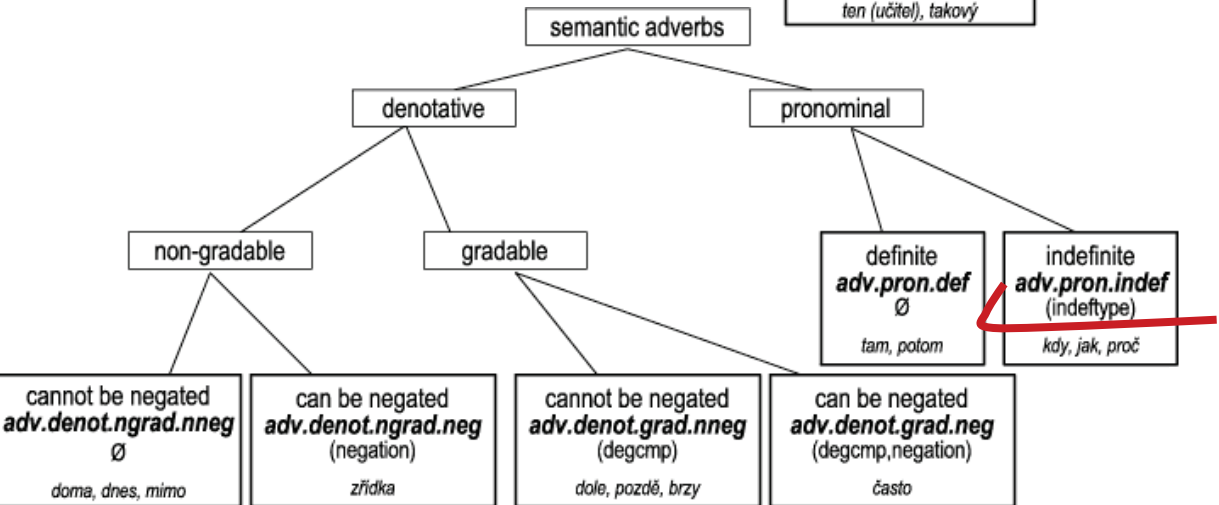 ten (učitel), takový
semantic adverbs
denotative
pronominal
non-gradable
gradable
definite
adv.pron.def
Ø
tam, potom
indefinite
adv.pron.indef
(indeftype)
kdy, jak, proč
cannot be negated
adv.denot.ngrad.nneg
Ø
doma, dnes, mimo
can be negated
adv.denot.ngrad.neg
(negation)
zřídka
cannot be negated
adv.denot.grad.nneg
(degcmp)
dole, pozdě, brzy
can be negated
adv.denot.grad.neg
(degcmp,negation)
často